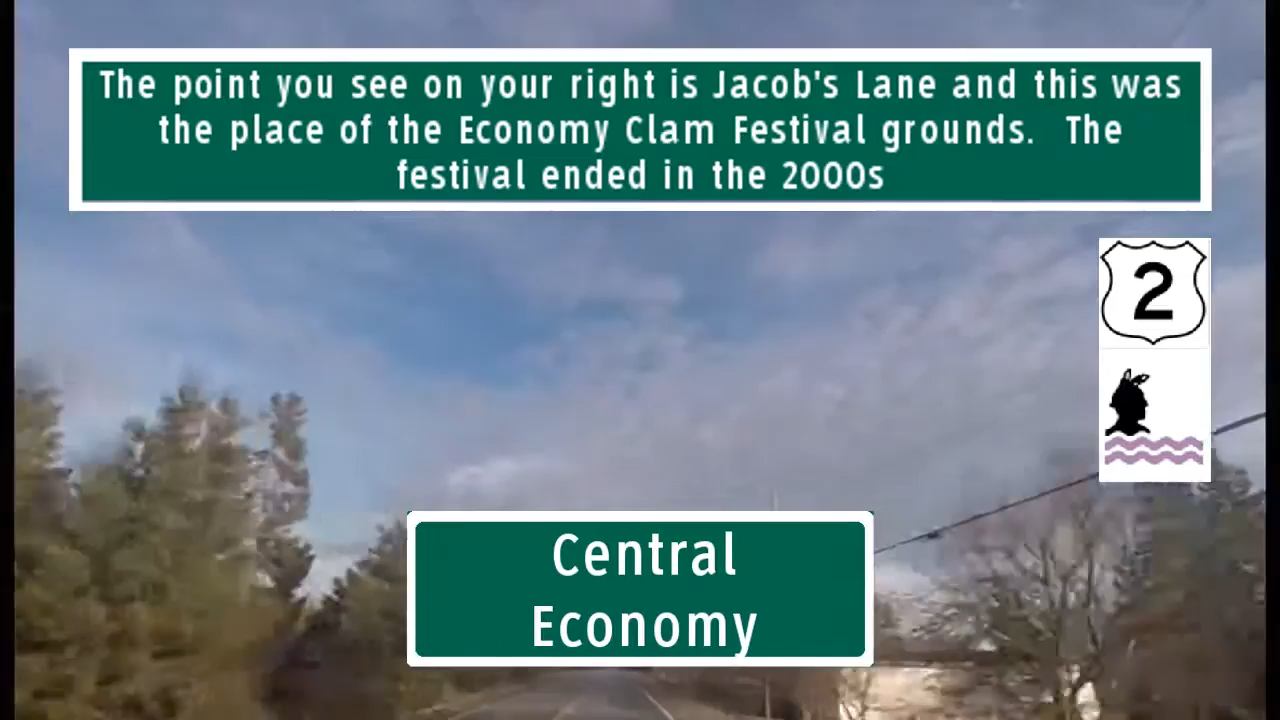 The point you see on your right is Jacob's Lane and this was
the place of the Economy Clam Festival grounds.  The
festival ended in the 2000s
2
Central
Economy